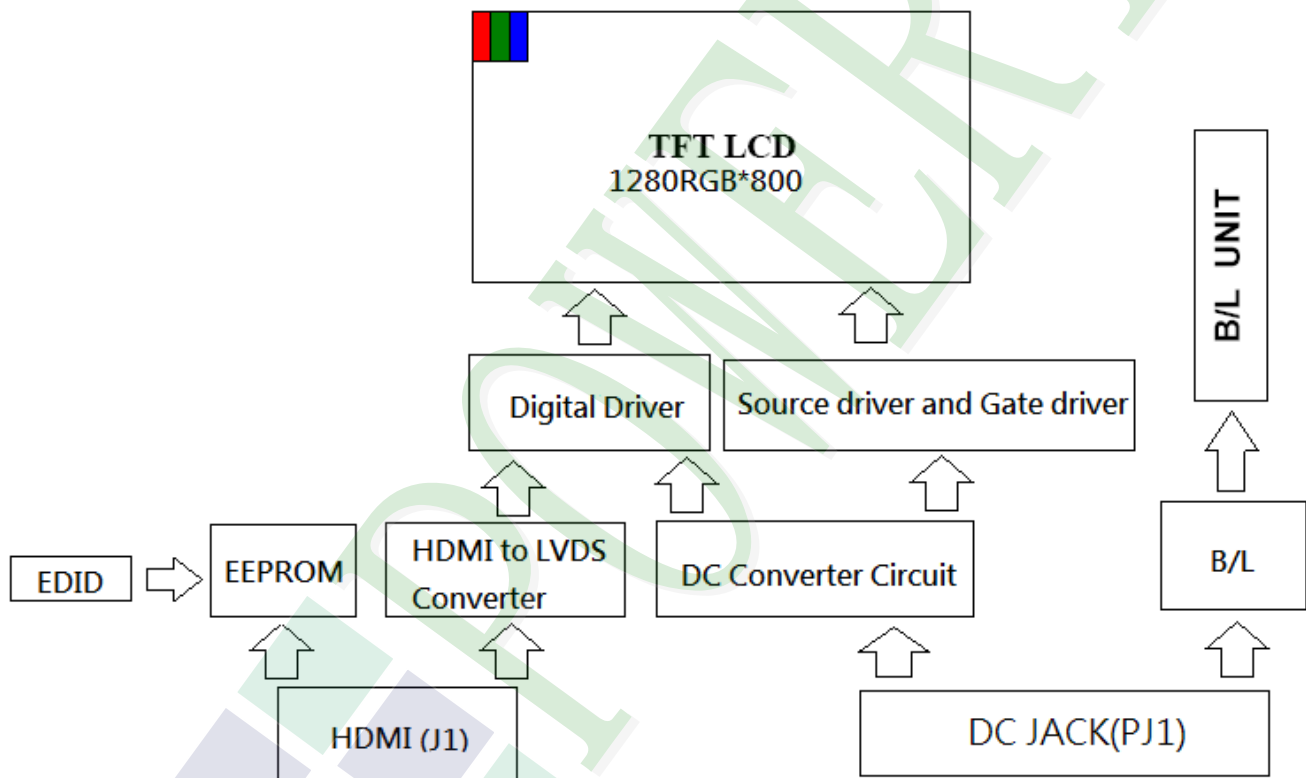 TFT LCD
1280RGB*800
B/L UNIT
Digital Driver
Source driver and Gate driver
EDID
EEPROM
HDMI to LVDS
Converter
DC Converter Circuit
B/L
HDMI (J1)
DC JACK(PJ1)
POWER